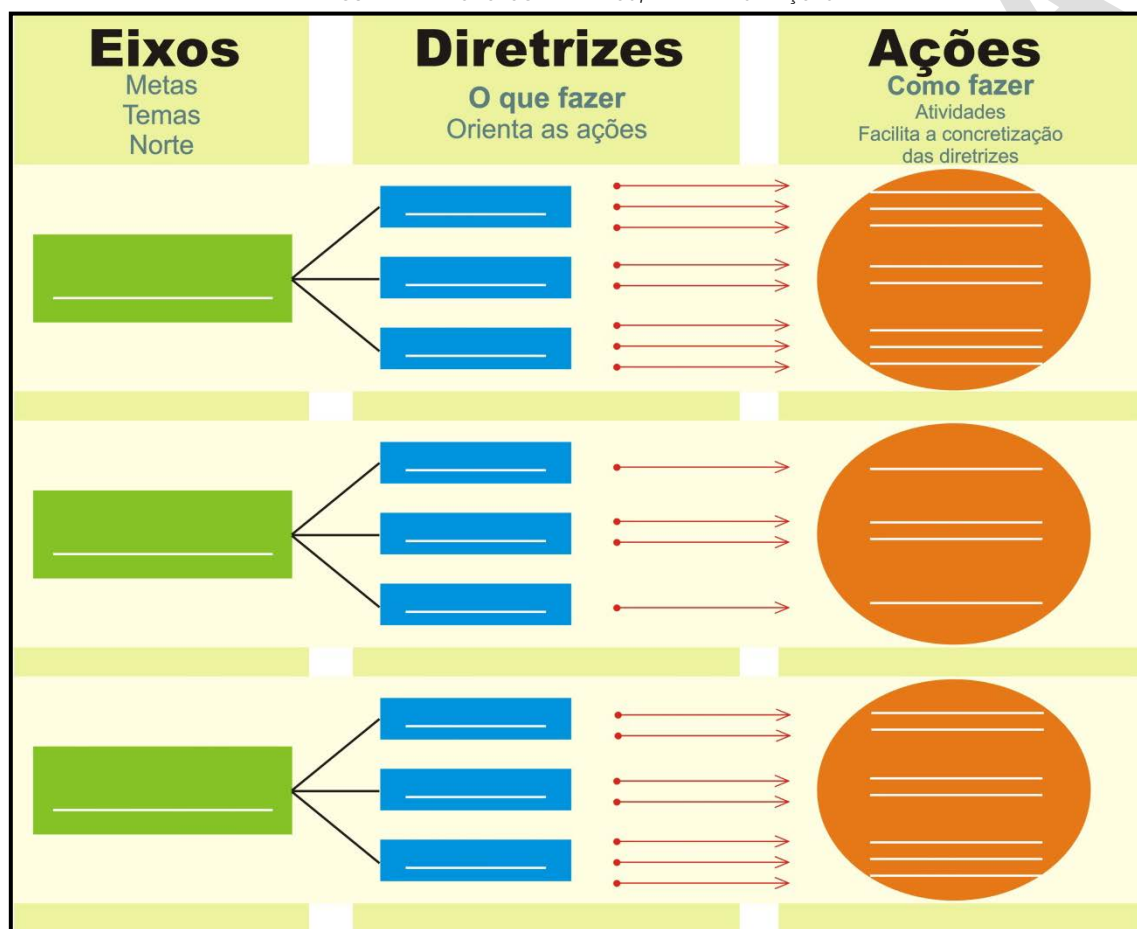 Eixos
Metas
Temas
Norte
Diretrizes
O que fazer
Orienta as ações
Ações
Como fazer
Atividades
Facilita a concretização
das diretrizes